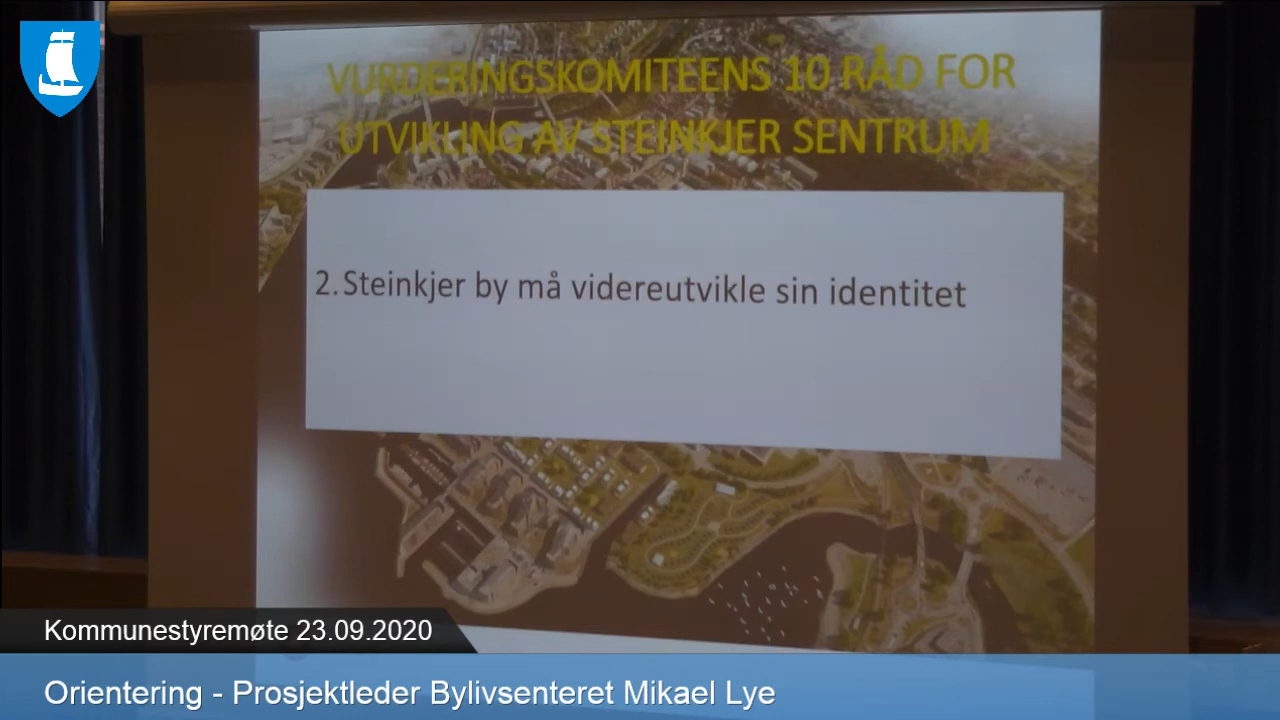 VURDERINGSKOMITEENS 10 RÅD FOR
UTVIKLING AV STEINKJER SENTRUM
2. Steinkjer by må videreutvikle sin identitet
Kommunestyremøte 23.09.2020
Orientering - Prosjektleder Bylivsenteret Mikael Lye